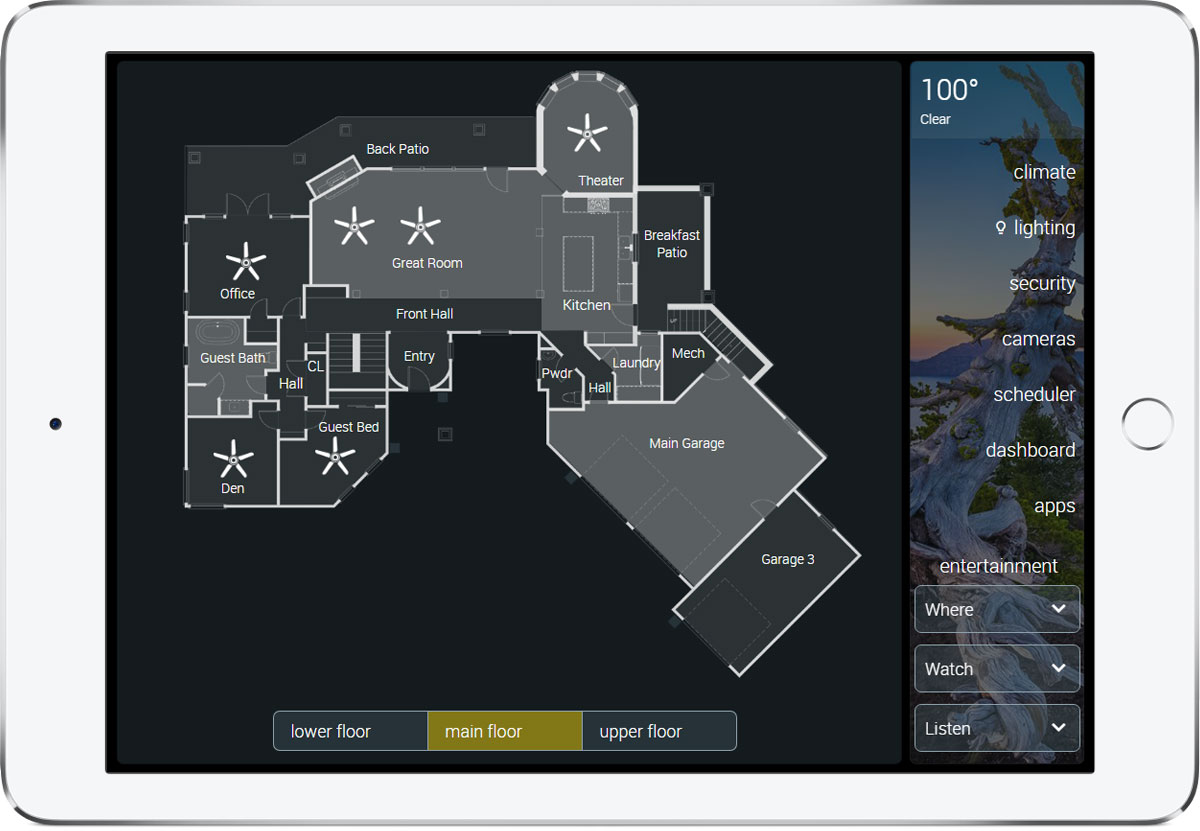 Back Patio
Theater
Great Room
Breakfast
Patio
Office
Kitchen
Front Hall
Guest Bath
CL
Hall
Entry
Pwdr
Hall
Laundry
Mech
Guest Bed
Den
Main Garage
Garage 3
lower floor
main floor
upper floor
100°
Clear
climate
lighting
security
cameras
scheduler
dashboard
apps
entertainment
Where
Watch
Listen